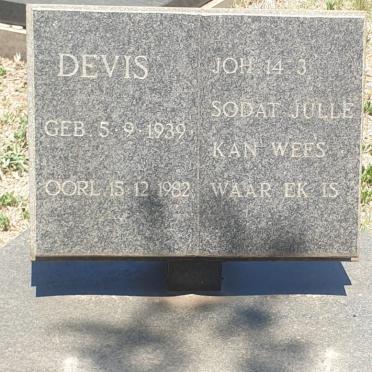 DEVIS
GEB. 5·9·1939
OORL. 15·12·1982
JOH. 14 3
SODAT JULLE
KAN WEES
WAAR EK IS